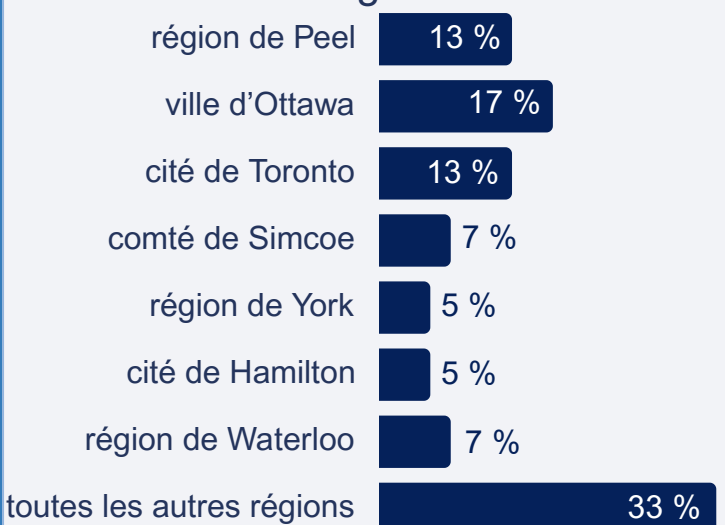 région de Peel 13 %
ville d’Ottawa 17 %
cité de Toronto 13 %
comté de Simcoe 7 %
région de York 5 %
cité de Hamilton 5 %
région de Waterloo 7 %
toutes les autres régions 33 %